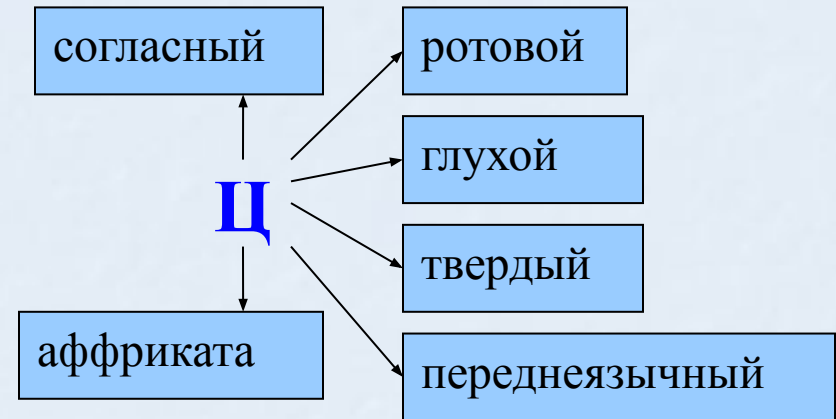 согласный
ротовой
глухой
Ц
твердый
аффриката
переднеязычный